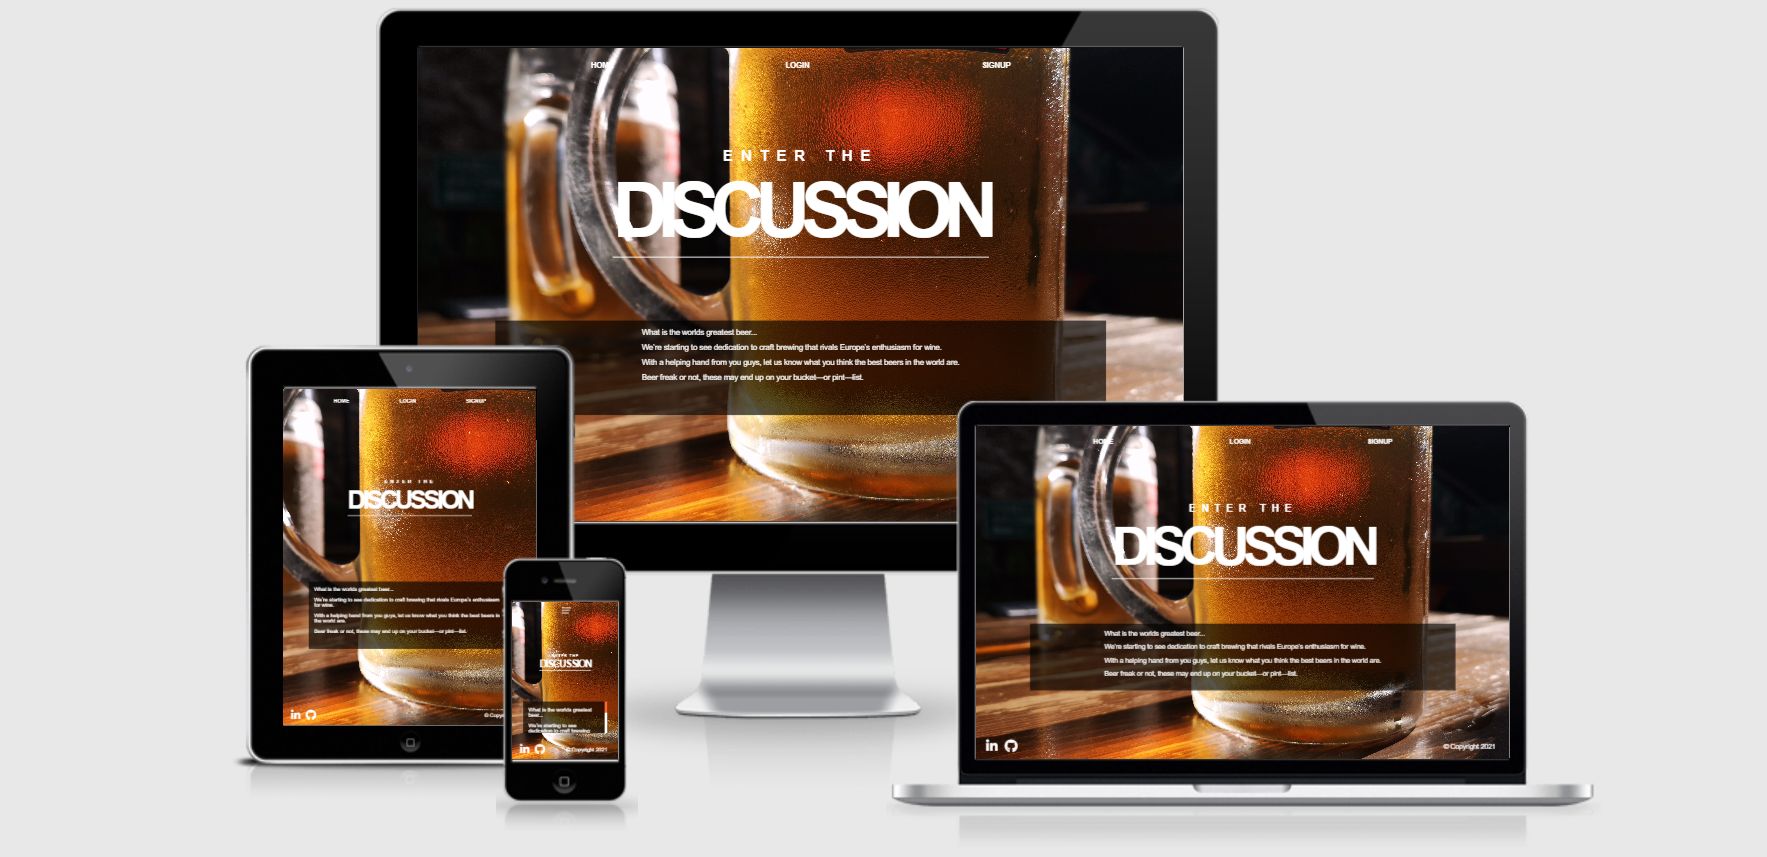 HOME LOGIN SIGNUP
ENTER THE
DISCUSSION
What is the worlds greatest beer...
We're starting to see dedication to craft brewing that rivals Europe's enthusiasm for wine.
With a helping hand from you guys, let us know what you think the best beers in the world are.
Beer freak or not, these may end up on your bucket—or pint—list.
HOME LOGIN SIGNUP
ENTER THE
DISCUSSION
What is the worlds greatest beer...
We're starting to see dedication to craft brewing that rivals Europe's enthusiasm
for wine.
With a helping hand from you guys, let us know what you think the best beers in
the world are.
Beer freak or not, these may end up on your bucket—or pint—list.
in © Copy
ENTER THE
DISCUSSION
What is the worlds greatest
beer...
We're starting to see
dedication to craft brewing
in © Copyright 2021
HOME LOGIN SIGNUP
ENTER THE
DISCUSSION
What is the worlds greatest beer...
We're starting to see dedication to craft brewing that rivals Europe's enthusiasm for wine.
With a helping hand from you guys, let us know what you think the best beers in the world are.
Beer freak or not, these may end up on your bucket—or pint—list.
in © Copyright 2021